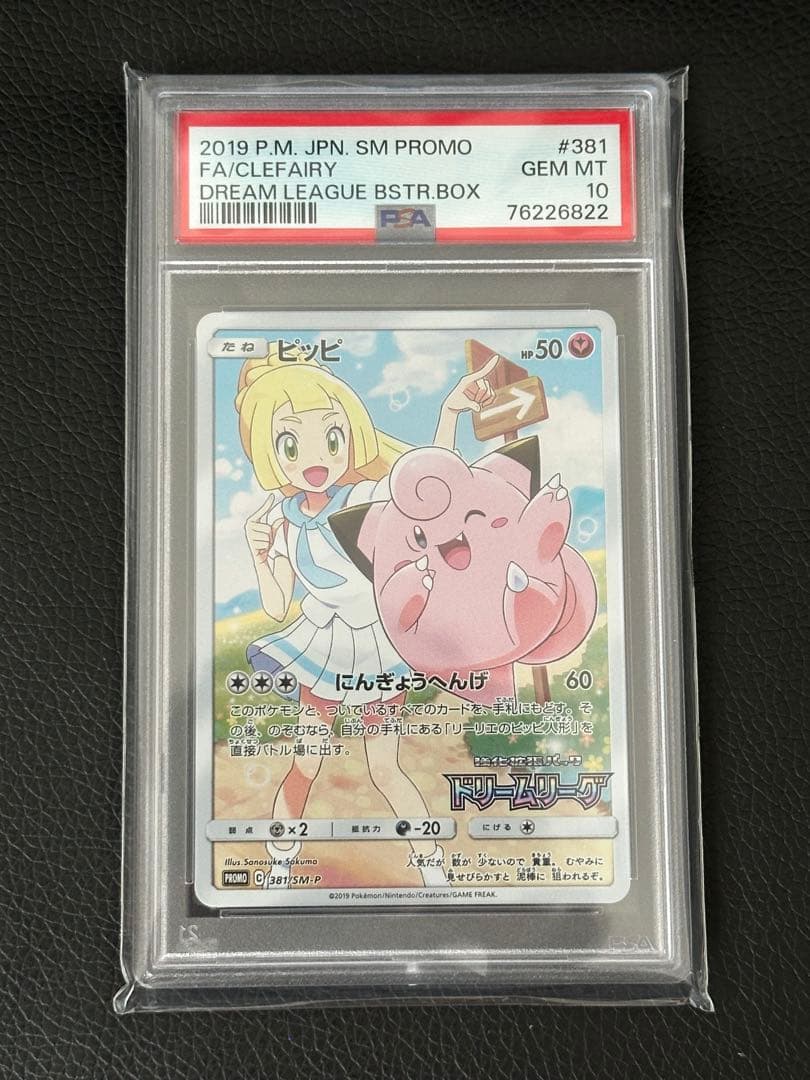 2019 P.M. JPN. SM PROMO #381
FA/CLEFAIRY GEM MT
DREAM LEAGUE BSTR.BOX 10
PSA 76226822
たね ピッピ HP50
にんぎょうへんげ 60
このポケモンと、ついているすべてのカードを、手札にもどす。そ
の後、のぞむなら、自分の手札にある「リーリエのピッピ人形」を
直接バトル場に出す。
強化拡張パック
ドリームリーグ
弱点 ×2 抵抗力 -20 にげる
Illus. Sanosuke Sakuma
人気だが 数が 少ないので 貴重。むやみに
見せびらかすと 泥棒に 狙われるぞ。
PROMO C 381/SM-P
©2019 Pokémon/Nintendo/Creatures/GAME FREAK.